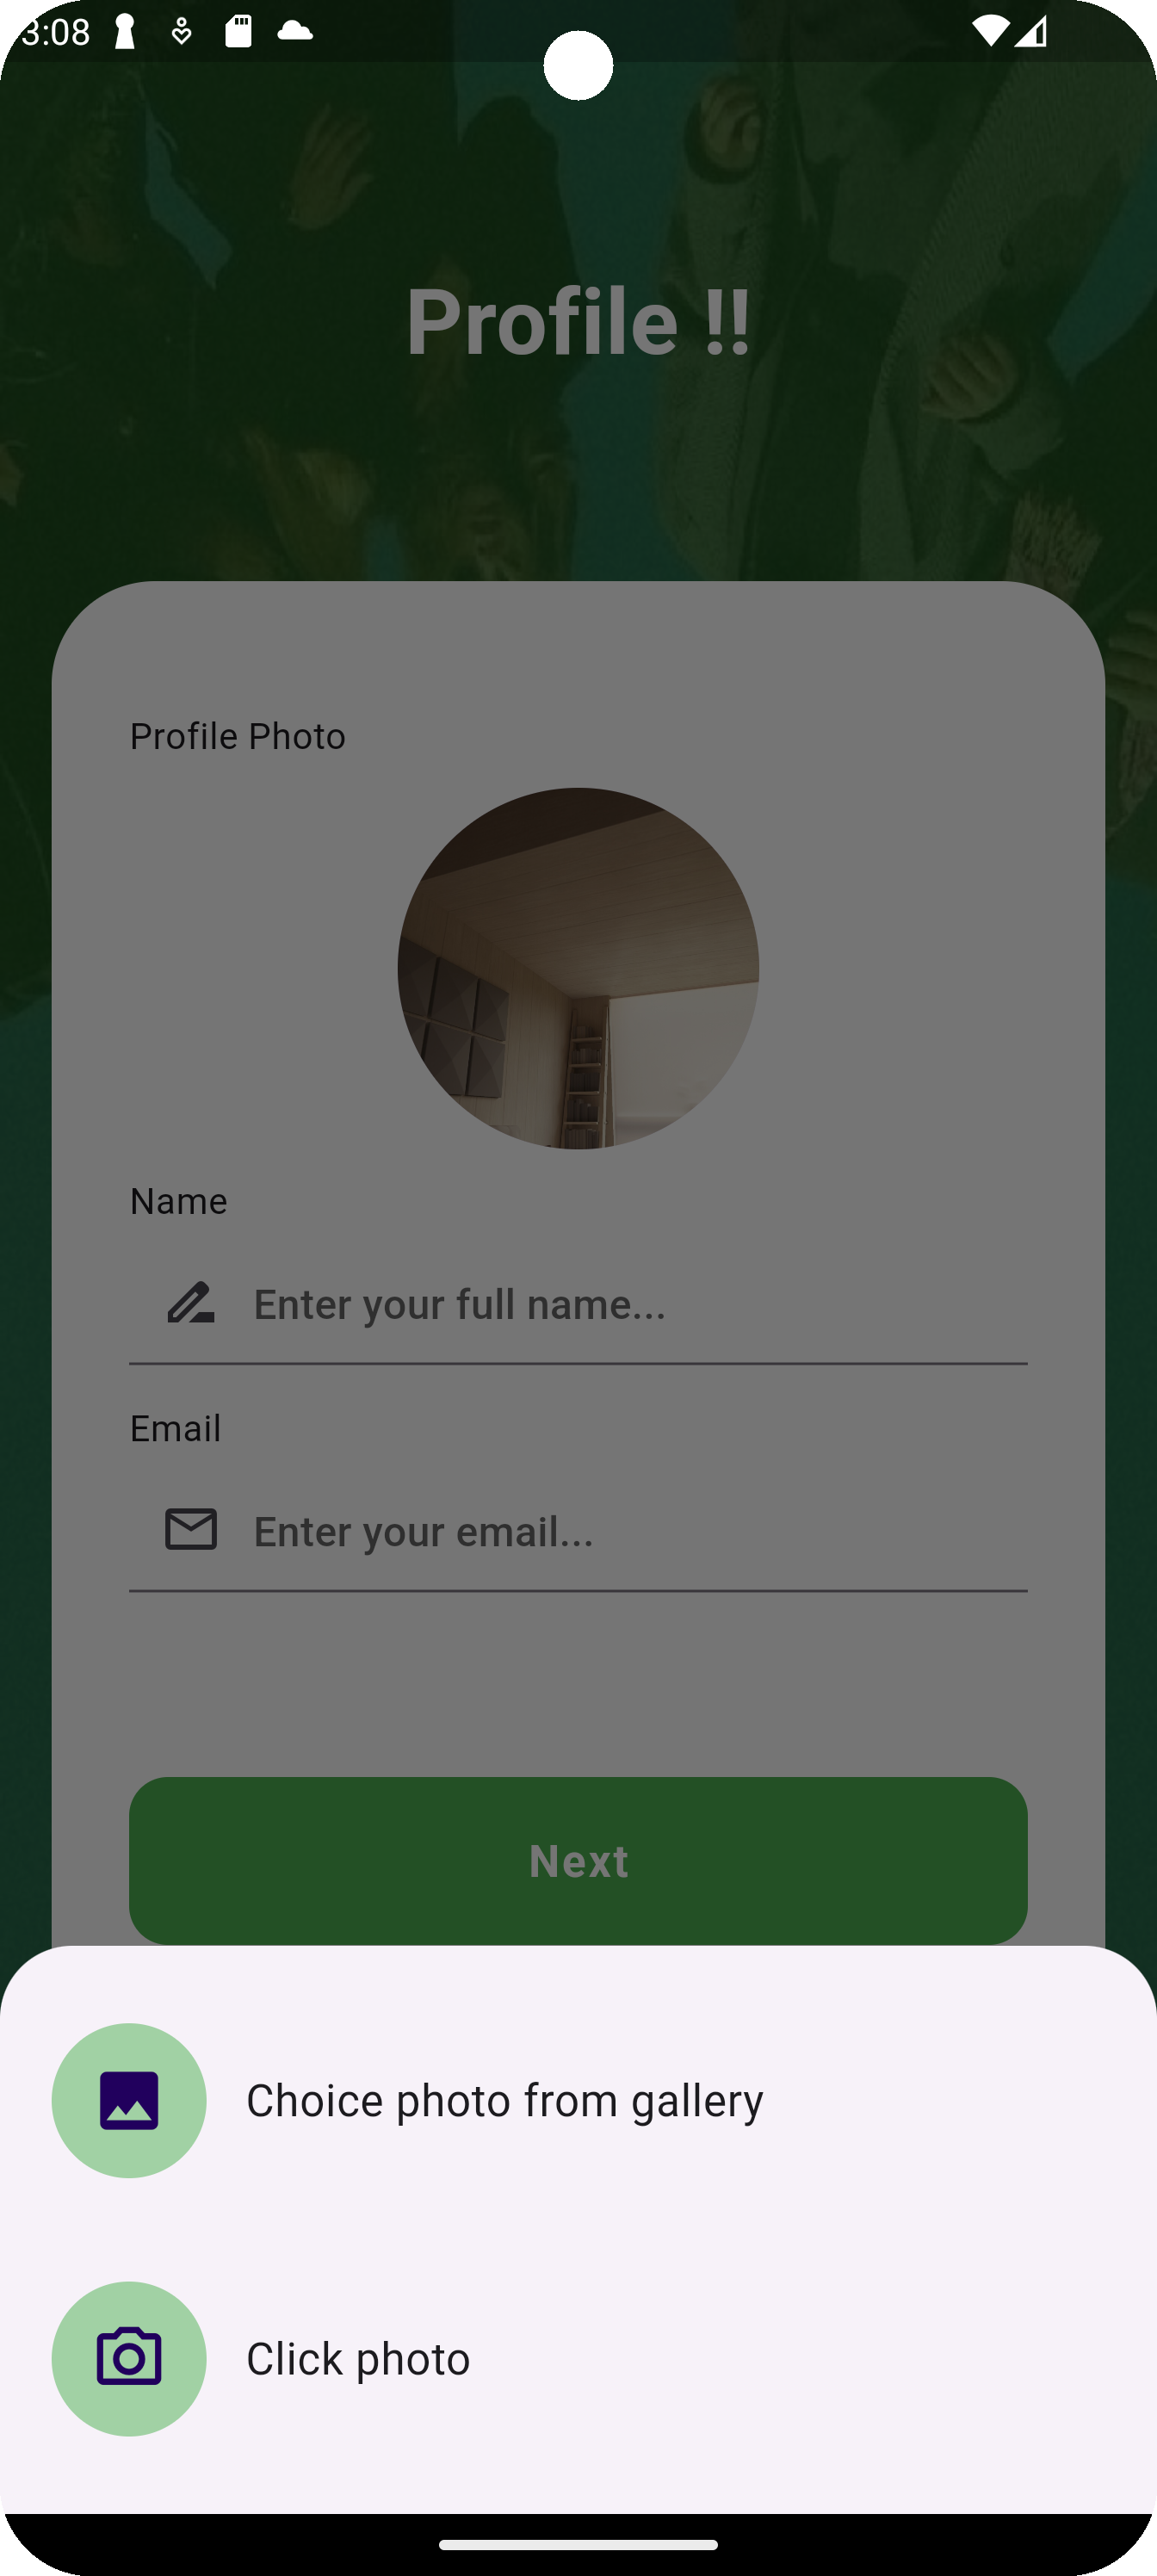 3:08
Profile !!
Profile Photo
Name
Enter your full name...
Email
Enter your email...
Next
Choice photo from gallery
Click photo